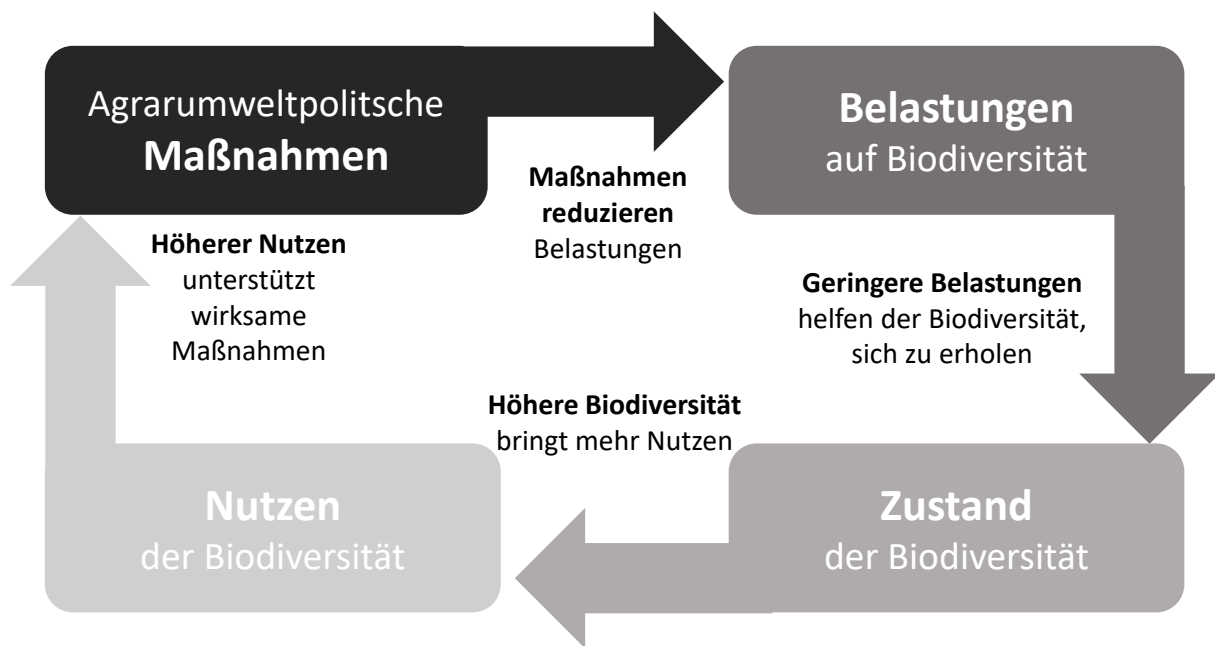 Agrarumweltpolitsche
Maßnahmen
Belastungen
auf Biodiversität
Maßnahmen
reduzieren
Belastungen
Höherer Nutzen
unterstützt
wirksame
Maßnahmen
Geringere Belastungen
helfen der Biodiversität,
sich zu erholen
Höhere Biodiversität
bringt mehr Nutzen
Nutzen
der Biodiversität
Zustand
der Biodiversität